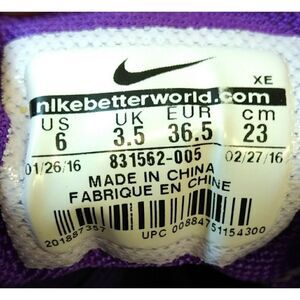 XE
nikebetterworld.com
US UK EUR cm
6 3.5 36.5 23
01/26/16 831562-005 02/27/16
MADE IN CHINA
FABRIQUE EN CHINE
201887357
UPC 00884751154300